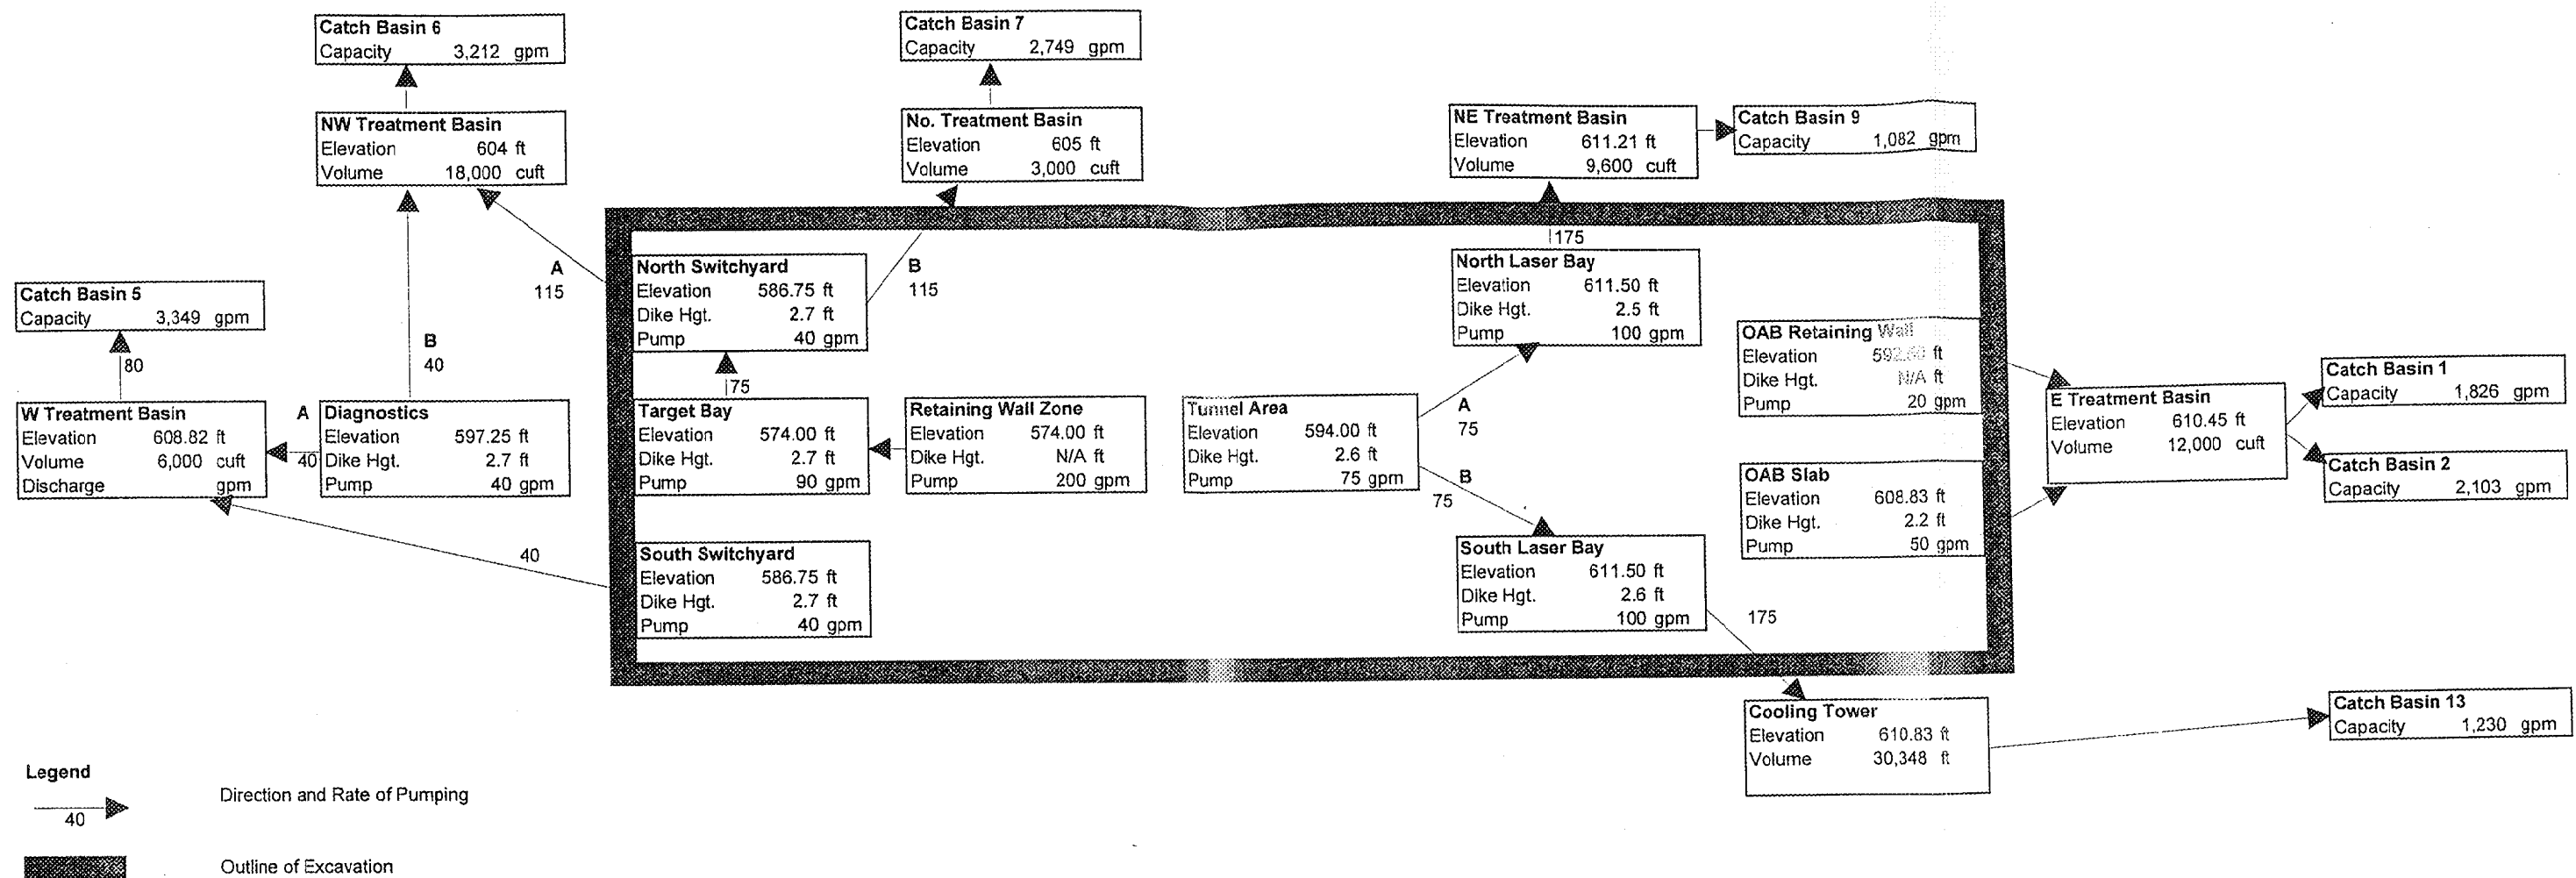 Catch Basin 6
Capacity 3,212 gpm
Catch Basin 7
Capacity 2,749 gpm
NW Treatment Basin
Elevation 604 ft
Volume 18,000 cuft
No. Treatment Basin
Elevation 605 ft
Volume 3,000 cuft
NE Treatment Basin
Elevation 611.21 ft
Volume 9,600 cuft
Catch Basin 9
Capacity 1,082 gpm
A
115
North Switchyard
Elevation 586.75 ft
Dike Hgt. 2.7 ft
Pump 40 gpm
B
115
175
North Laser Bay
Elevation 611.50 ft
Dike Hgt. 2.5 ft
Pump 100 gpm
Catch Basin 5
Capacity 3,349 gpm
80
B
40
75
OAB Retaining Wall
Elevation ft
Dike Hgt. N/A ft
Pump 20 gpm
Catch Basin 1
Capacity 1,826 gpm
W Treatment Basin
Elevation 608.82 ft
Volume 6,000 cuft
Discharge gpm
A
40
Diagnostics
Elevation 597.25 ft
Dike Hgt. 2.7 ft
Pump 40 gpm
Target Bay
Elevation 574.00 ft
Dike Hgt. 2.7 ft
Pump 90 gpm
Retaining Wall Zone
Elevation 574.00 ft
Dike Hgt. N/A ft
Pump 200 gpm
Tunnel Area
Elevation 594.00 ft
Dike Hgt. 2.6 ft
Pump 75 gpm
A
75
B
75
E Treatment Basin
Elevation 610.45 ft
Volume 12,000 cuft
Catch Basin 2
Capacity 2,103 gpm
OAB Slab
Elevation 608.83 ft
Dike Hgt. 2.2 ft
Pump 50 gpm
40
South Switchyard
Elevation 586.75 ft
Dike Hgt. 2.7 ft
Pump 40 gpm
South Laser Bay
Elevation 611.50 ft
Dike Hgt. 2.6 ft
Pump 100 gpm
175
Cooling Tower
Elevation 610.83 ft
Volume 30,348 ft
Catch Basin 13
Capacity 1,230 gpm
Legend
40
Direction and Rate of Pumping
Outline of Excavation